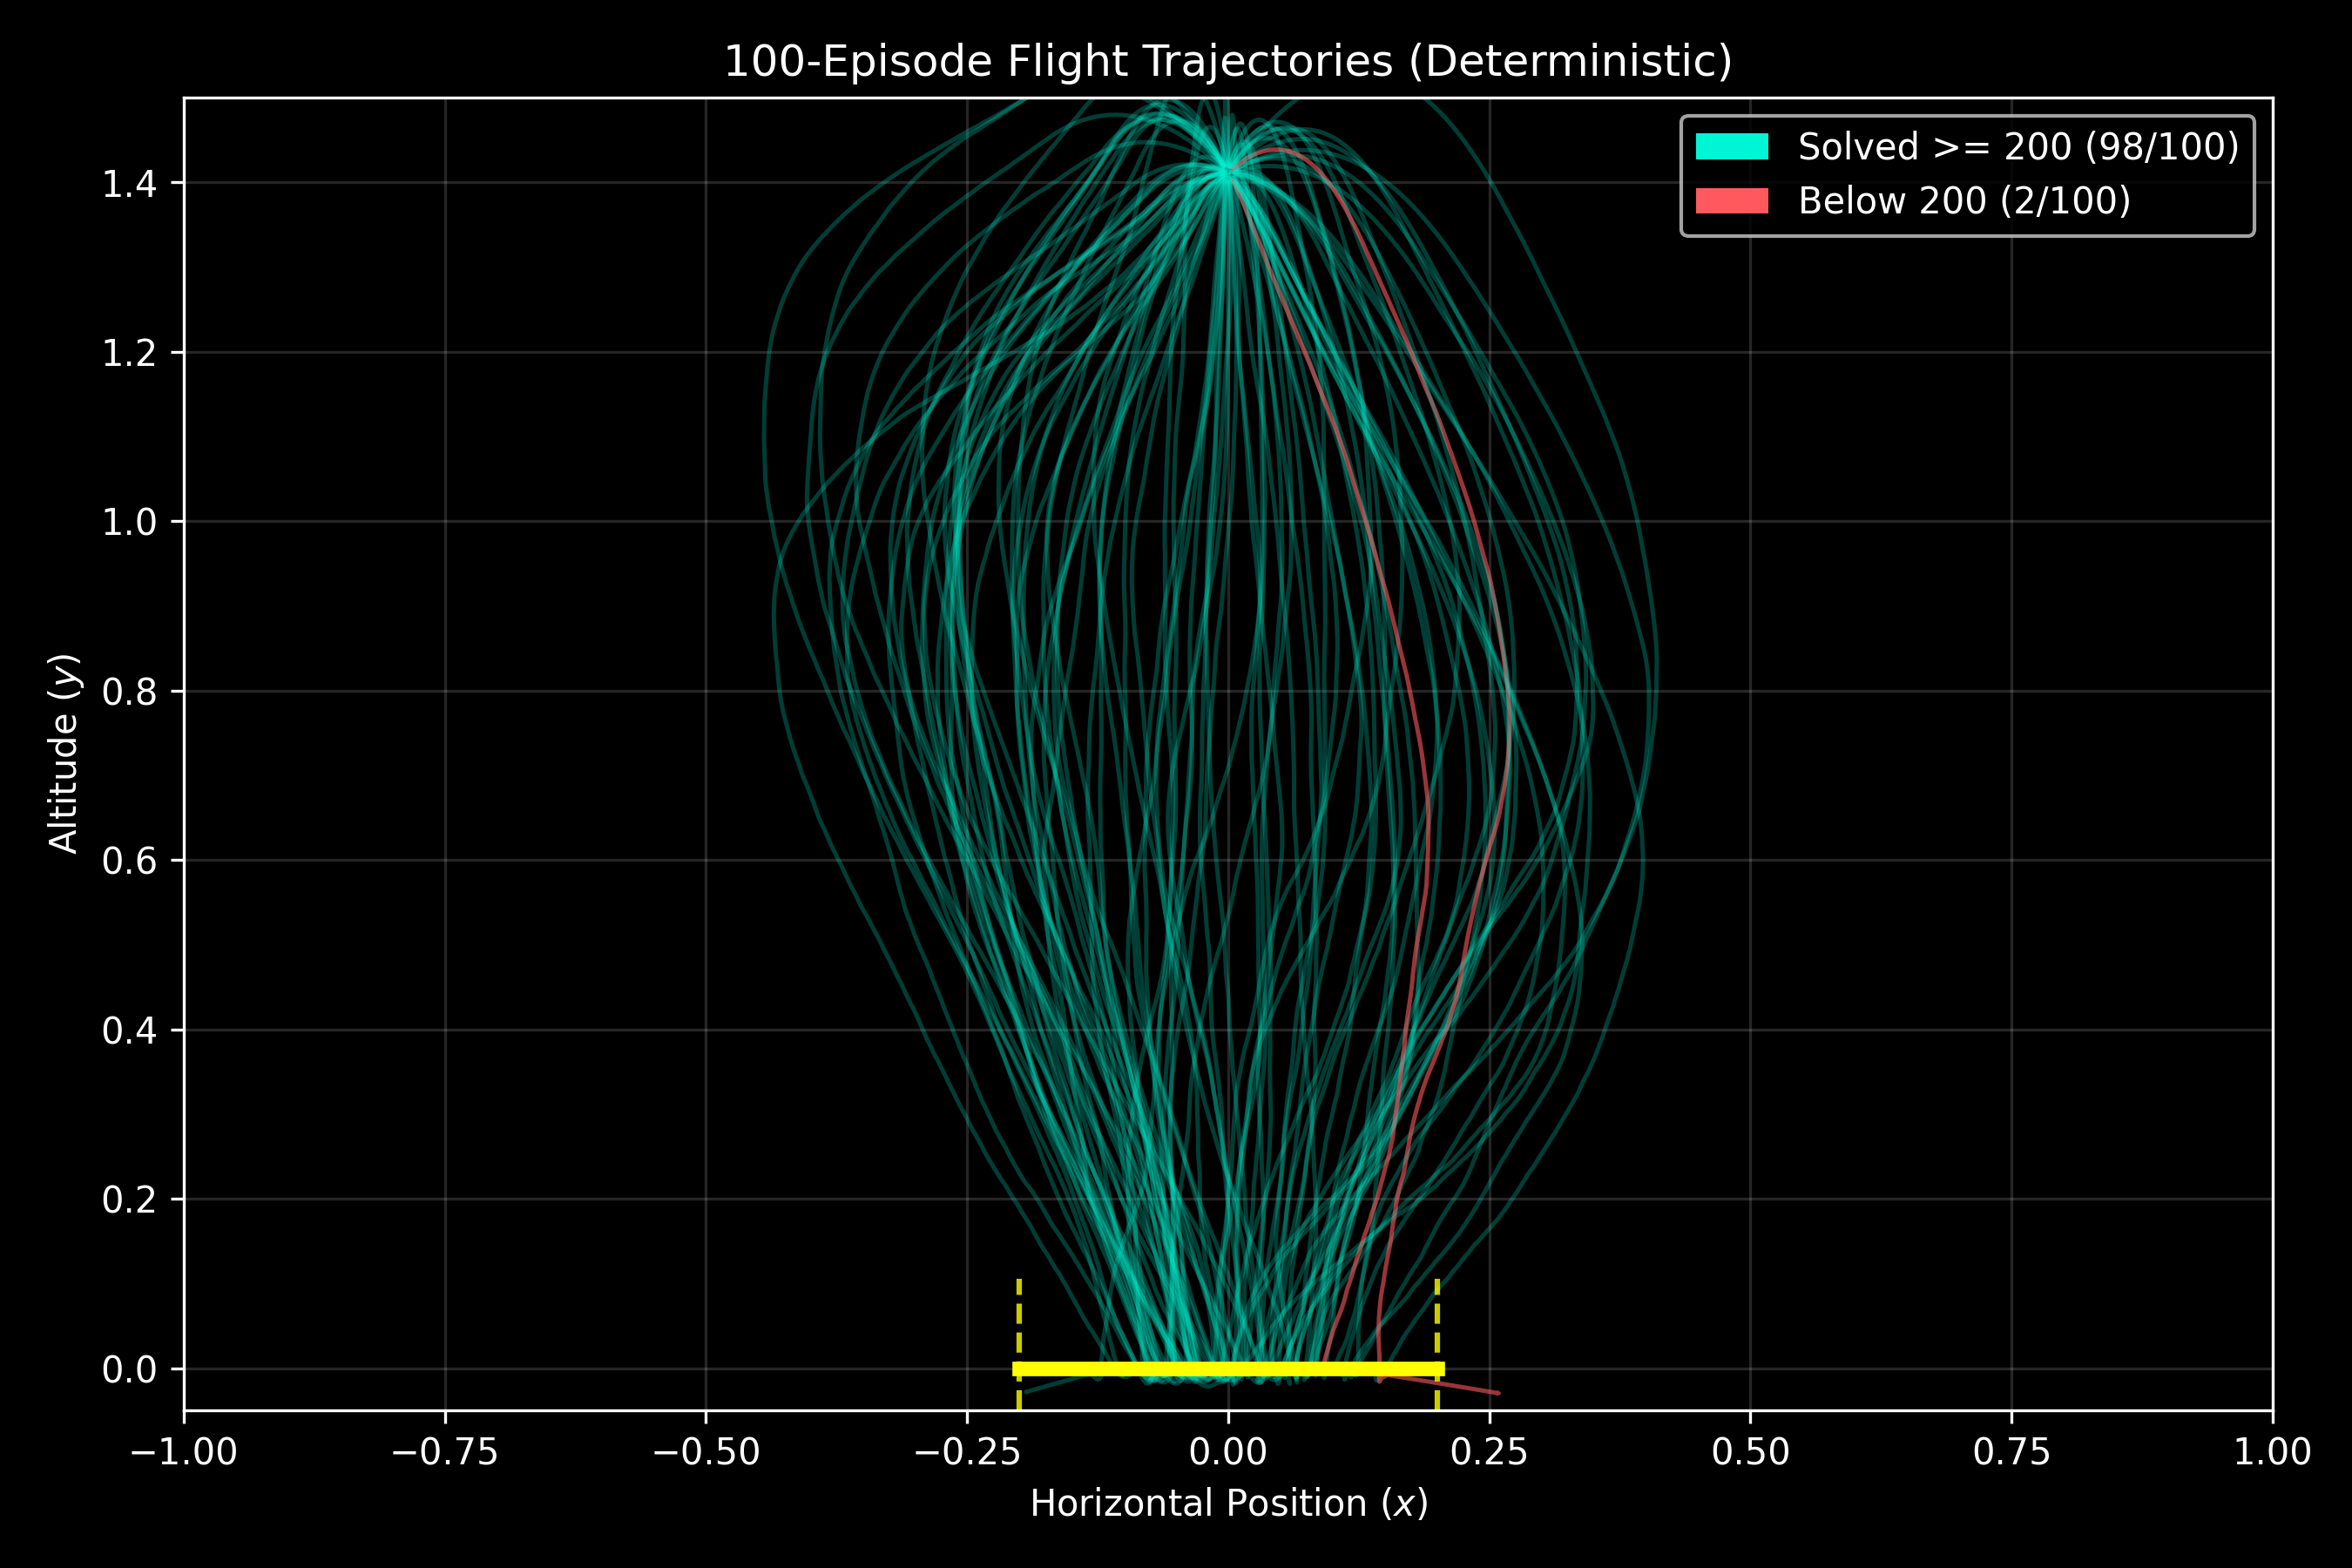 100-Episode Flight Trajectories (Deterministic)
Solved >= 200 (98/100)
Below 200 (2/100)
Altitude (y)
1.4
1.2
1.0
0.8
0.6
0.4
0.2
0.0
−1.00 −0.75 −0.50 −0.25 0.00 0.25 0.50 0.75 1.00
Horizontal Position (x)